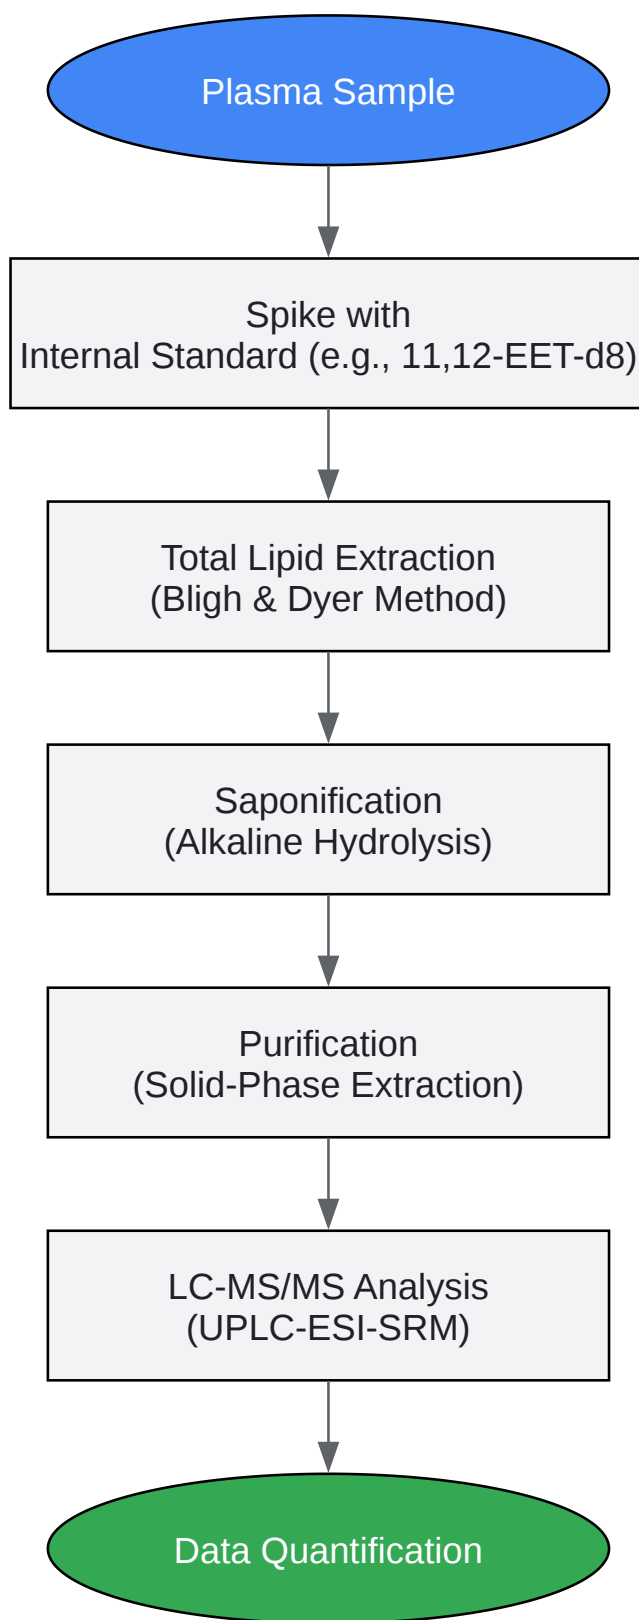 Plasma Sample
Spike with
Internal Standard (e.g., 11,12-EET-d8)
Total Lipid Extraction
(Bligh & Dyer Method)
Saponification
(Alkaline Hydrolysis)
Purification
(Solid-Phase Extraction)
LC-MS/MS Analysis
(UPLC-ESI-SRM)
Data Quantification